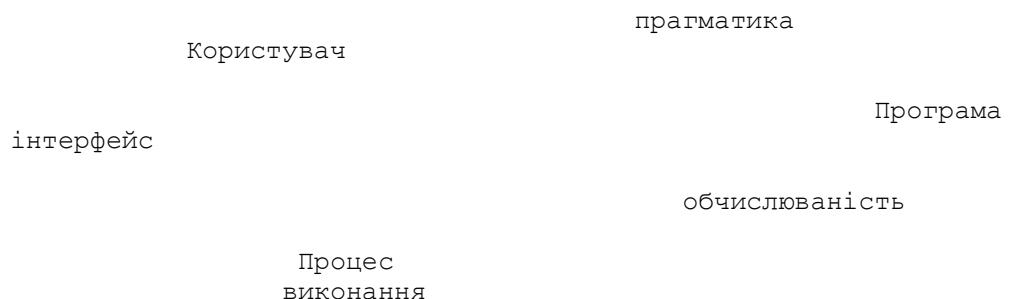 прагматика
Користувач
Програма
інтерфейс
обчислюваність
Процес
виконання